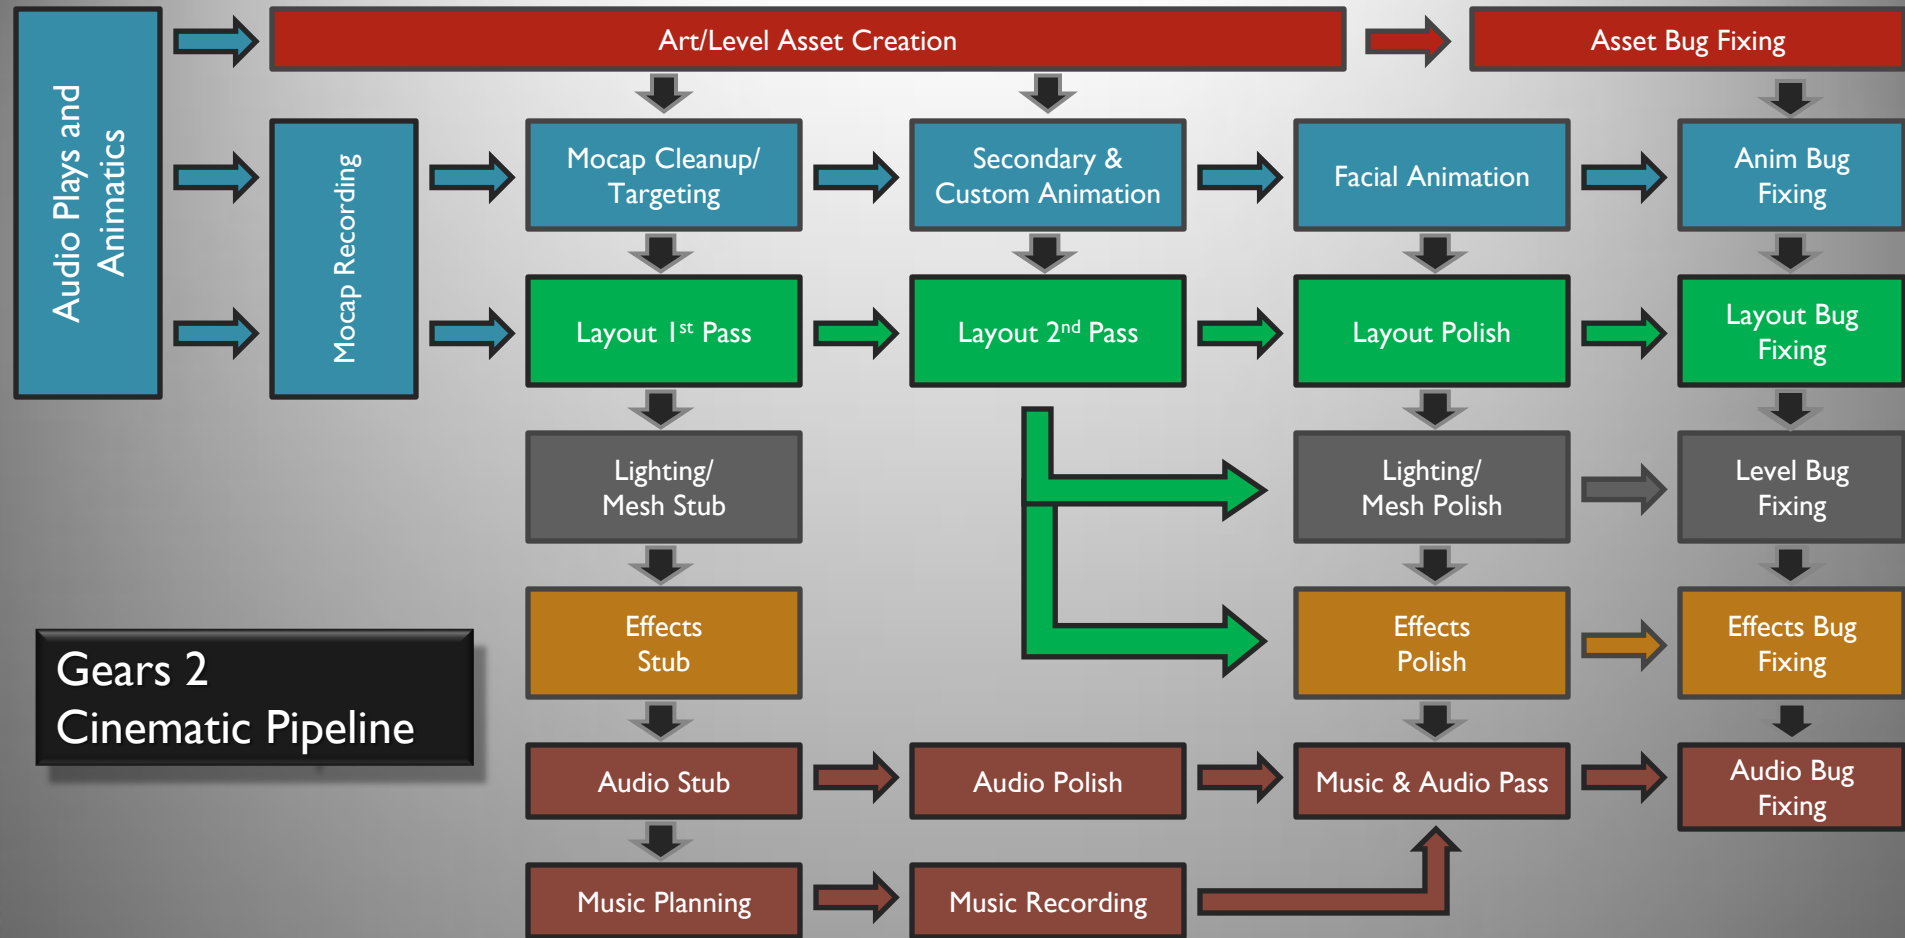 Audio Plays and
Animatics
Art/Level Asset Creation
Asset Bug Fixing
Mocap Recording
Mocap Cleanup/
Targeting
Secondary &
Custom Animation
Facial Animation
Anim Bug
Fixing
Layout 1st Pass
Layout 2nd Pass
Layout Polish
Layout Bug
Fixing
Lighting/
Mesh Stub
Lighting/
Mesh Polish
Level Bug
Fixing
Effects
Stub
Effects
Polish
Effects Bug
Fixing
Gears 2
Cinematic Pipeline
Audio Stub
Audio Polish
Music & Audio Pass
Audio Bug
Fixing
Music Planning
Music Recording